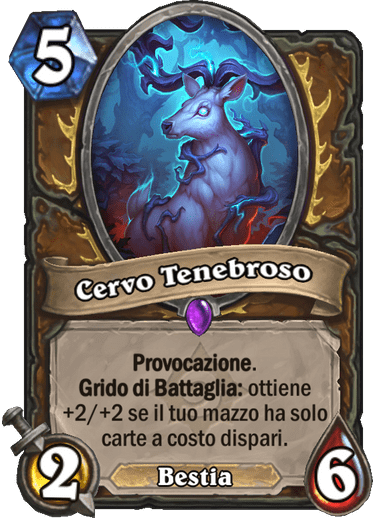 5
Cervo Tenebroso
Provocazione.
Grido di Battaglia: ottiene
+2/+2 se il tuo mazzo ha solo
carte a costo dispari.
2
Bestia
6